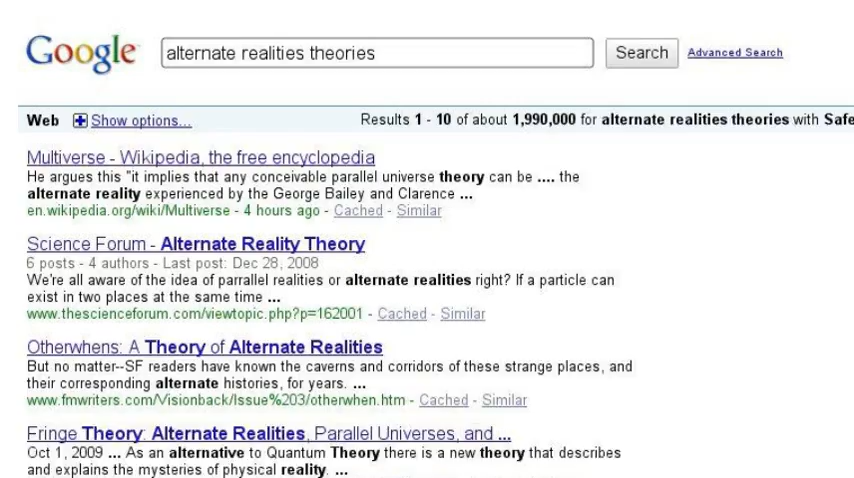 Google alternate realities theories Search Advanced Search
Web Show options... Results 1 - 10 of about 1,990,000 for alternate realities theories with Safe
Multiverse - Wikipedia, the free encyclopedia
He argues this "it implies that any conceivable parallel universe theory can be .... the
alternate reality experienced by the George Bailey and Clarence ...
en.wikipedia.org/wiki/Multiverse - 4 hours ago - Cached - Similar
Science Forum - Alternate Reality Theory
6 posts - 4 authors - Last post: Dec 28, 2008
We're all aware of the idea of parrallel realities or alternate realities right? If a particle can
exist in two places at the same time ...
www.thescienceforum.com/viewtopic.php?p=162001 - Cached - Similar
Otherwhens: A Theory of Alternate Realities
But no matter--SF readers have known the caverns and corridors of these strange places, and
their corresponding alternate histories, for years. ...
www.fmwriters.com/Visionback/Issue%203/otherwhen.htm - Cached - Similar
Fringe Theory: Alternate Realities, Parallel Universes, and ...
Oct 1, 2009 ... As an alternative to Quantum Theory there is a new theory that describes
and explains the mysteries of physical reality. ...